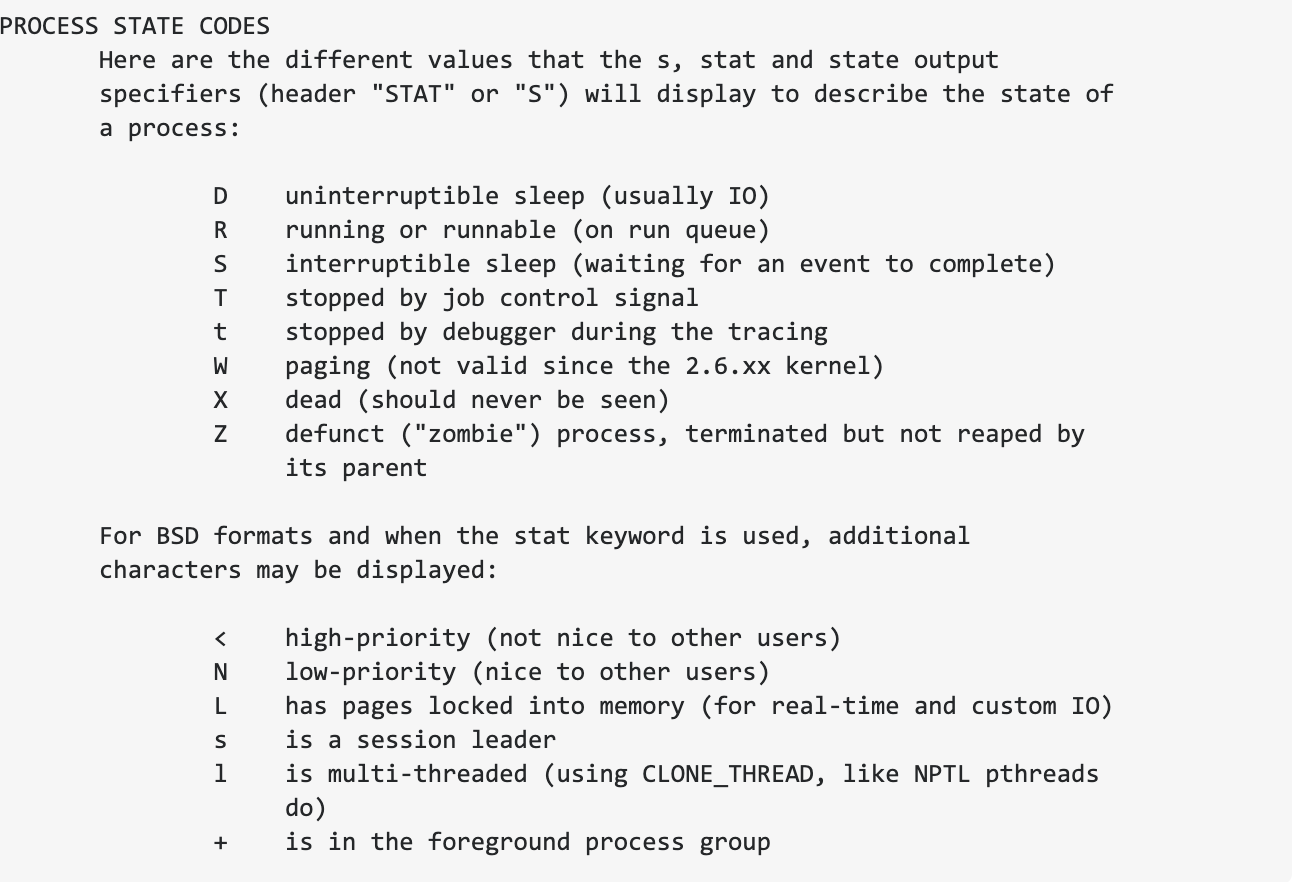 PROCESS STATE CODES
Here are the different values that the s, stat and state output
specifiers (header "STAT" or "S") will display to describe the state of
a process:
D    uninterruptible sleep (usually IO)
R    running or runnable (on run queue)
S    interruptible sleep (waiting for an event to complete)
T    stopped by job control signal
t    stopped by debugger during the tracing
W    paging (not valid since the 2.6.xx kernel)
X    dead (should never be seen)
Z    defunct ("zombie") process, terminated but not reaped by
its parent
For BSD formats and when the stat keyword is used, additional
characters may be displayed:
<    high-priority (not nice to other users)
N    low-priority (nice to other users)
L    has pages locked into memory (for real-time and custom IO)
s    is a session leader
l    is multi-threaded (using CLONE_THREAD, like NPTL pthreads
do)
+    is in the foreground process group